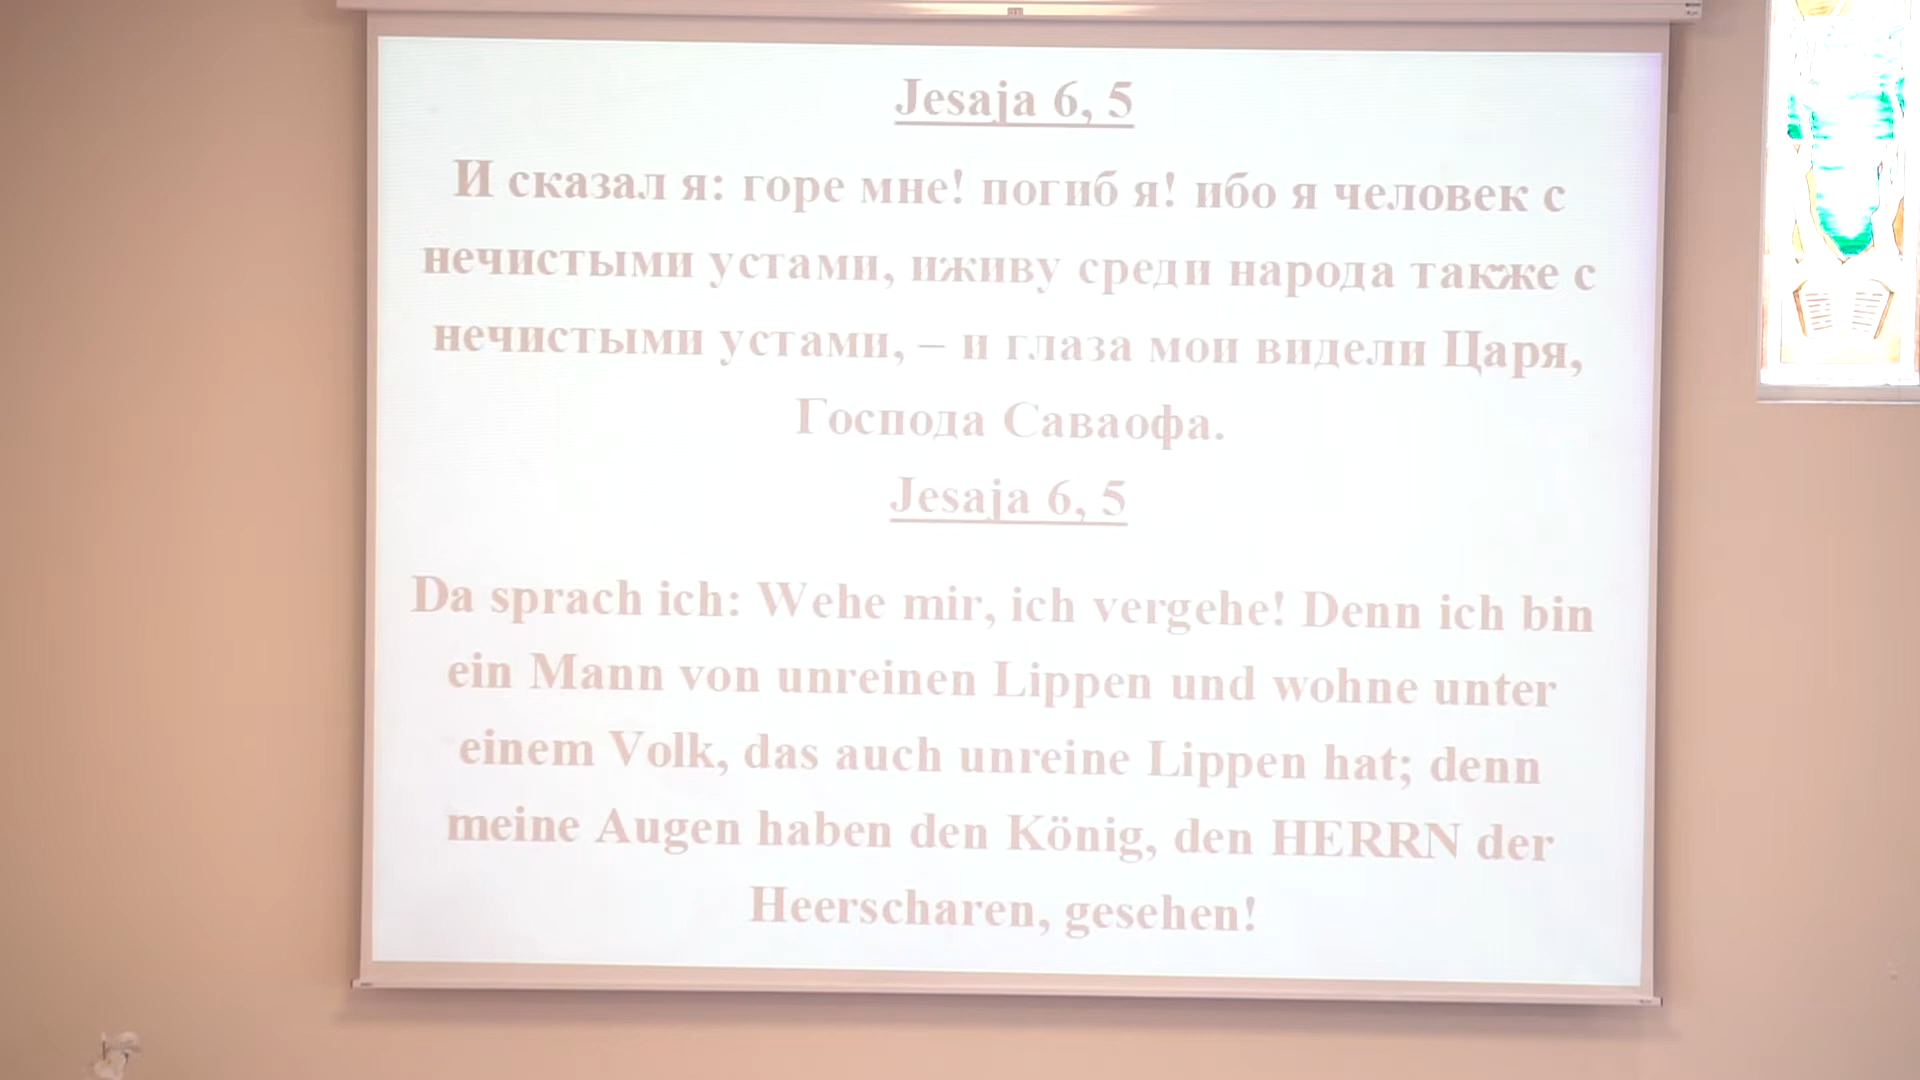 Jesaja 6, 5
И сказал я: горе мне! погиб я! ибо я человек с
нечистыми устами, иживу среди народа также с
нечистыми устами, – и глаза мои видели Царя,
Господа Саваофа.
Jesaja 6, 5
Da sprach ich: Wehe mir, ich vergehe! Denn ich bin
ein Mann von unreinen Lippen und wohne unter
einem Volk, das auch unreine Lippen hat; denn
meine Augen haben den König, den HERRN der
Heerscharen, gesehen!